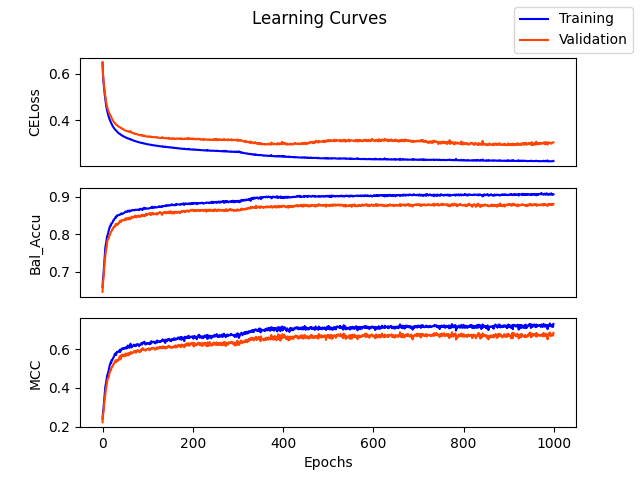 Learning Curves
Training
Validation
0.6
0.4
CELoss
0.9
0.8
0.7
Bal_Accu
0.6
0.4
0.2
MCC
0 200 400 600 800 1000
Epochs